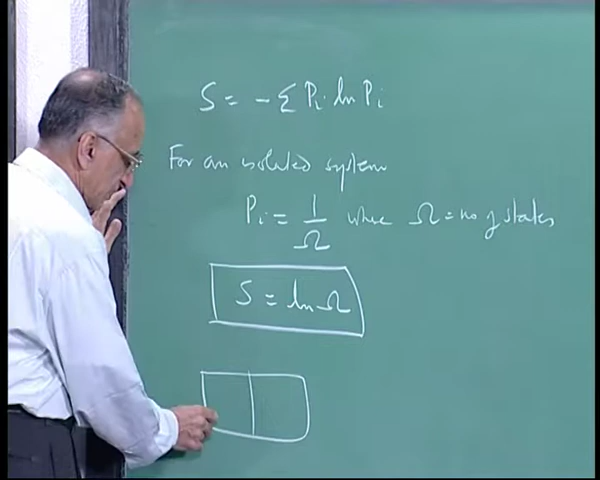 S = - Σ Pi ln Pi
For an isolated system
Pi = 1/Ω where Ω = no of states
S = ln Ω